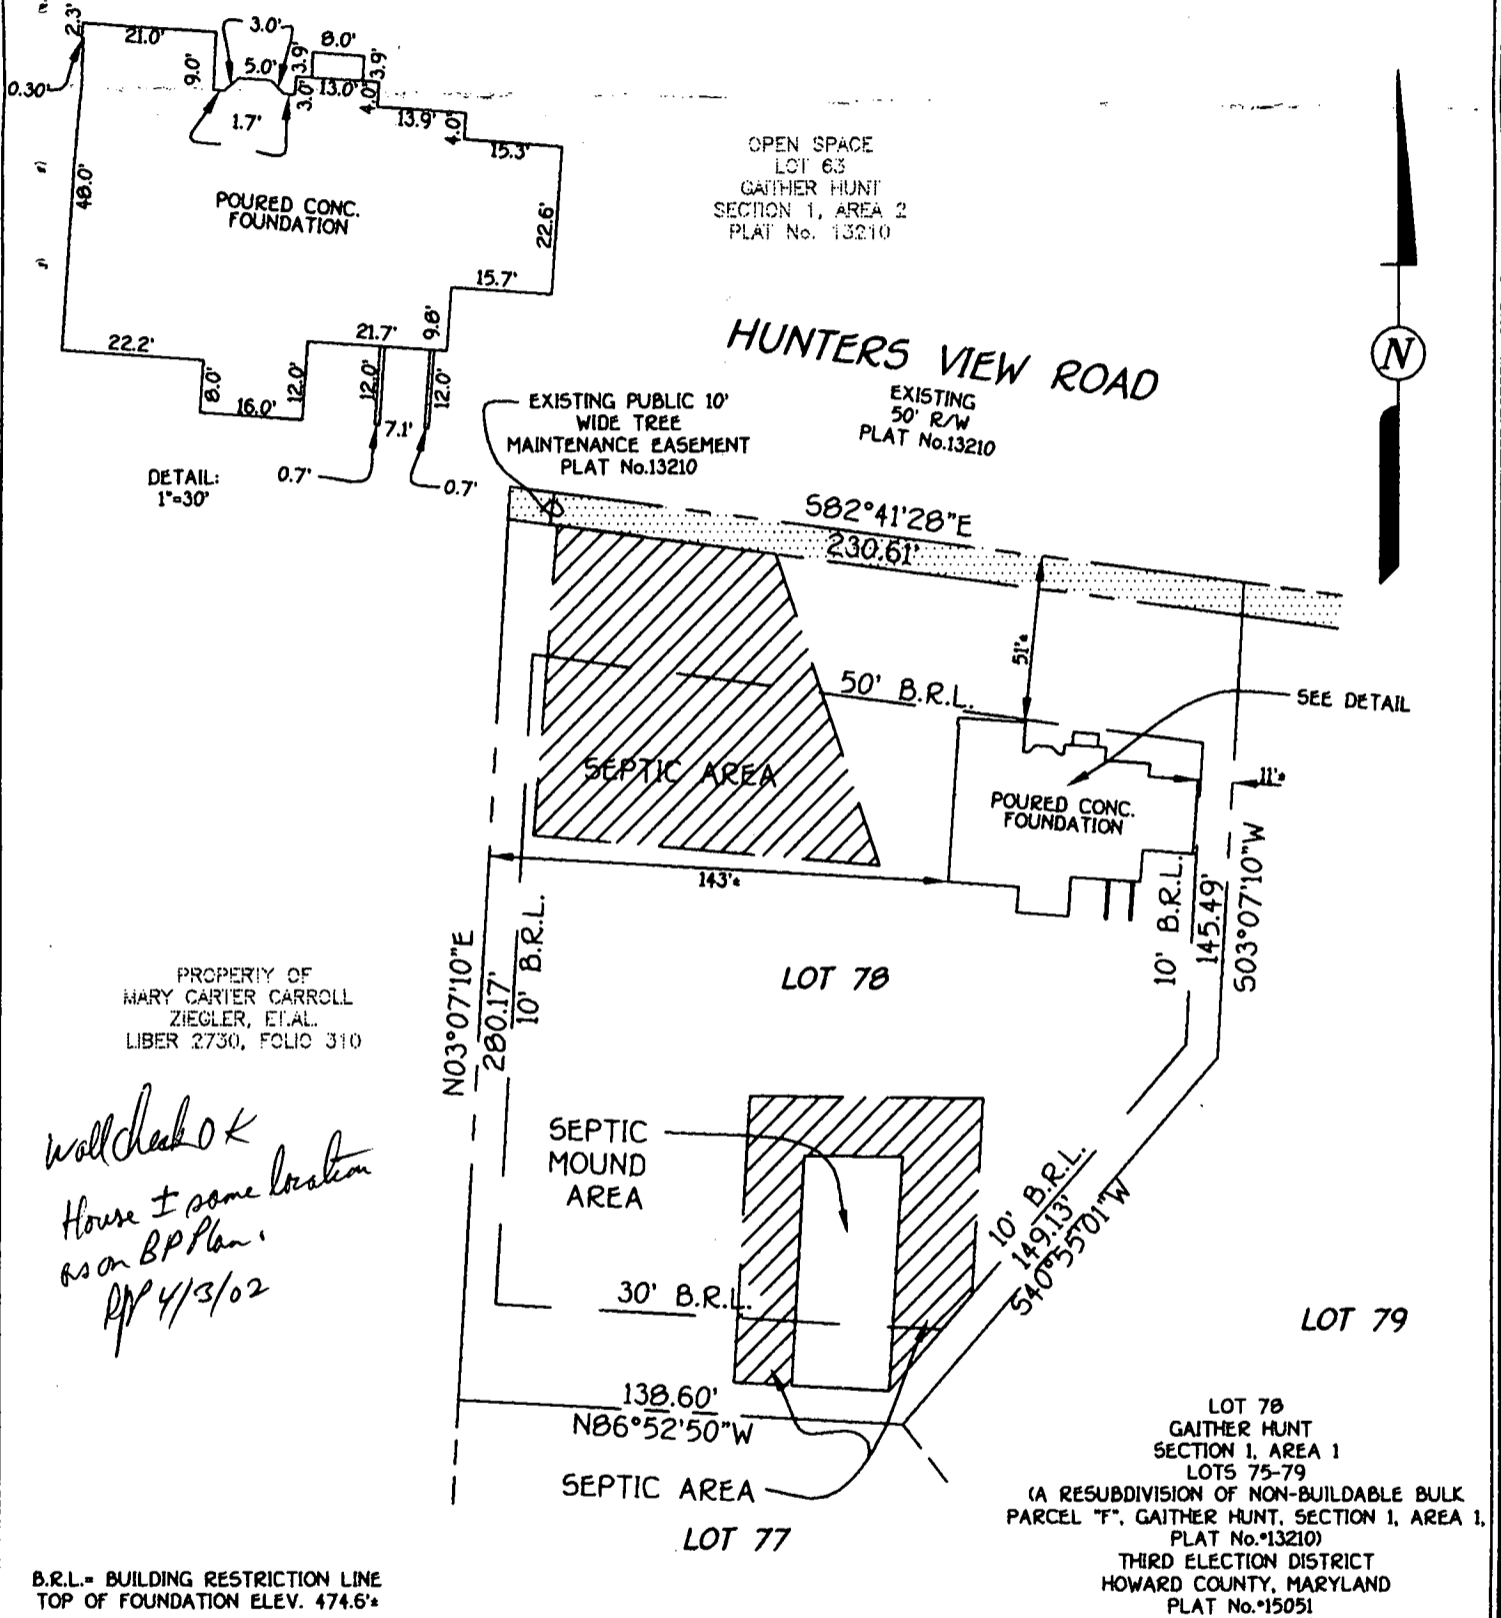 2.3'
21.0'
3.0'
8.0'
0.30'
9.0'
5.0'
3.9'
3.9'
3.0'
13.0'
4.0'
1.7'
13.9'
4.0'
15.3'
48.0'
POURED CONC.
FOUNDATION
22.6'
15.7'
9.8'
21.7'
22.2'
8.0'
12.0'
12.0'
12.0'
16.0'
7.1'
0.7'
0.7'
DETAIL:
1"=30'
OPEN SPACE
LOT 63
GAITHER HUNT
SECTION 1, AREA 2
PLAT No. 13210
N
HUNTERS VIEW ROAD
EXISTING
50' R/W
PLAT No.13210
EXISTING PUBLIC 10'
WIDE TREE
MAINTENANCE EASEMENT
PLAT No.13210
S82°41'28"E
230.61'
51'±
50' B.R.L.
SEE DETAIL
SEPTIC AREA
11'±
POURED CONC.
FOUNDATION
143'±
10' B.R.L.
145.49'
S03°07'10"W
N03°07'10"E
280.17'
10' B.R.L.
LOT 78
PROPERTY OF
MARY CARTER CARROLL
ZIEGLER, ET.AL.
LIBER 2730, FOLIO 310
Wall check OK
House ± same location
as on BP Plan.
4/3/02
SEPTIC
MOUND
AREA
10' B.R.L.
149.13'
S40°55'01"W
30' B.R.L.
LOT 79
138.60'
N86°52'50"W
SEPTIC AREA
LOT 77
LOT 78
GAITHER HUNT
SECTION 1, AREA 1
LOTS 75-79
(A RESUBDIVISION OF NON-BUILDABLE BULK
PARCEL "F", GAITHER HUNT, SECTION 1, AREA 1,
PLAT No.*13210)
THIRD ELECTION DISTRICT
HOWARD COUNTY, MARYLAND
PLAT No.*15051
B.R.L.= BUILDING RESTRICTION LINE
TOP OF FOUNDATION ELEV. 474.6'±